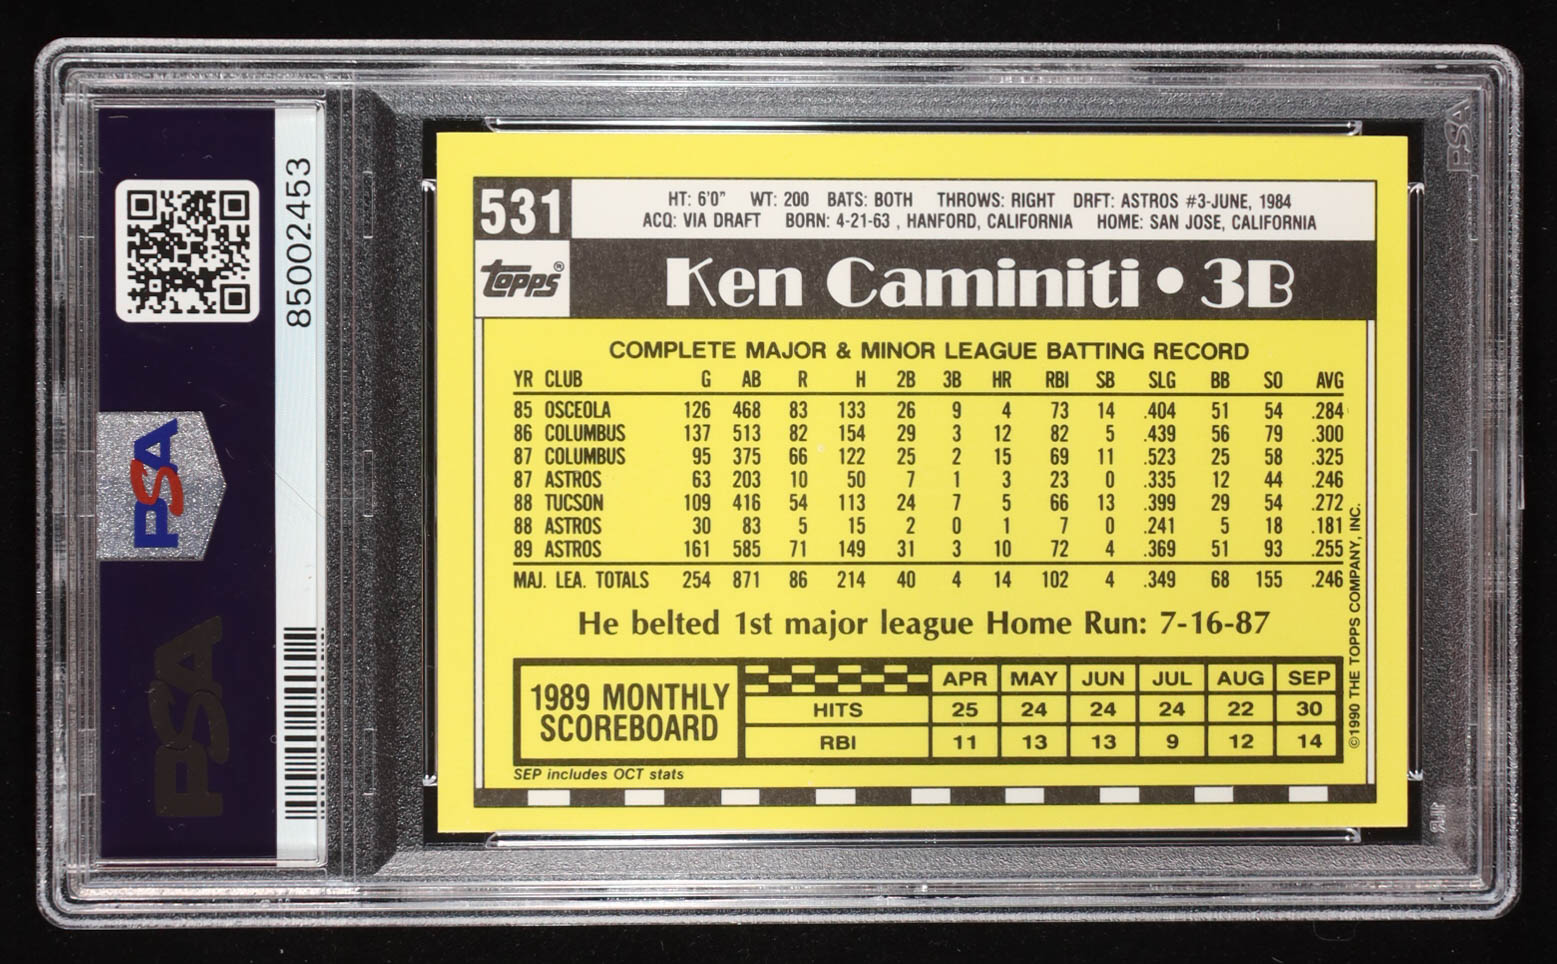 85002453
PSA
PSA
PSA
531
HT: 6'0" WT: 200 BATS: BOTH THROWS: RIGHT DRFT: ASTROS #3-JUNE, 1984
ACQ: VIA DRAFT BORN: 4-21-63 , HANFORD, CALIFORNIA HOME: SAN JOSE, CALIFORNIA
topps®
Ken Caminiti • 3B
COMPLETE MAJOR & MINOR LEAGUE BATTING RECORD
YR CLUB G AB R H 2B 3B HR RBI SB SLG BB SO AVG
85 OSCEOLA 126 468 83 133 26 9 4 73 14 .404 51 54 .284
86 COLUMBUS 137 513 82 154 29 3 12 82 5 .439 56 79 .300
87 COLUMBUS 95 375 66 122 25 2 15 69 11 .523 25 58 .325
87 ASTROS 63 203 10 50 7 1 3 23 0 .335 12 44 .246
88 TUCSON 109 416 54 113 24 7 5 66 13 .399 29 54 .272
88 ASTROS 30 83 5 15 2 0 1 7 0 .241 5 18 .181
89 ASTROS 161 585 71 149 31 3 10 72 4 .369 51 93 .255
MAJ. LEA. TOTALS 254 871 86 214 40 4 14 102 4 .349 68 155 .246
He belted 1st major league Home Run: 7-16-87
1989 MONTHLY
SCOREBOARD
APR MAY JUN JUL AUG SEP
HITS 25 24 24 24 22 30
RBI 11 13 13 9 12 14
SEP includes OCT stats
©1990 THE TOPPS COMPANY, INC.